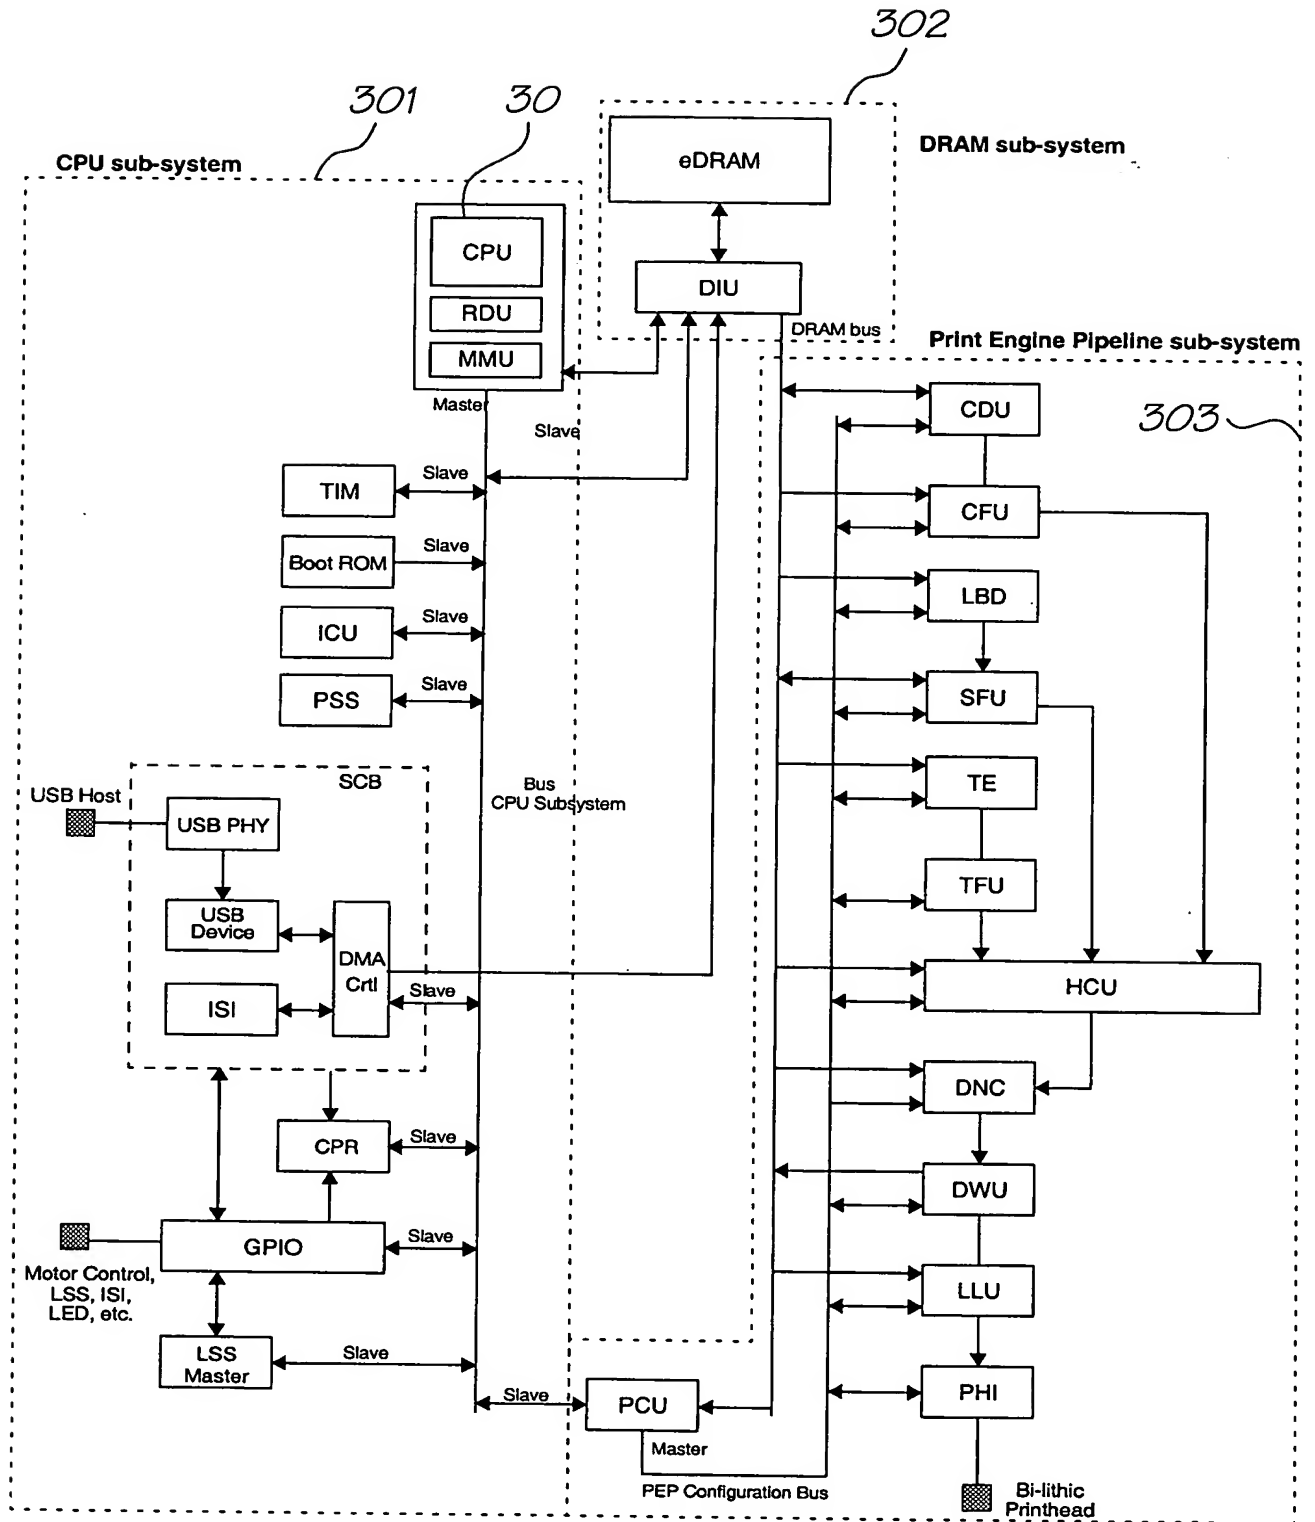 302
301
30
CPU sub-system
DRAM sub-system
eDRAM
CPU
RDU
MMU
Master
DIU
DRAM bus
Print Engine Pipeline sub-system
303
Slave
TIM
Slave
Boot ROM
Slave
ICU
Slave
PSS
Slave
CDU
CFU
LBD
SFU
TE
TFU
HCU
DNC
DWU
LLU
PHI
Bus
CPU Subsystem
SCB
USB Host
USB PHY
USB
Device
DMA
Crtl
ISI
Slave
CPR
Slave
GPIO
Slave
Motor Control,
LSS, ISI,
LED, etc.
LSS
Master
Slave
Slave
PCU
Master
PEP Configuration Bus
Bi-lithic
Printhead